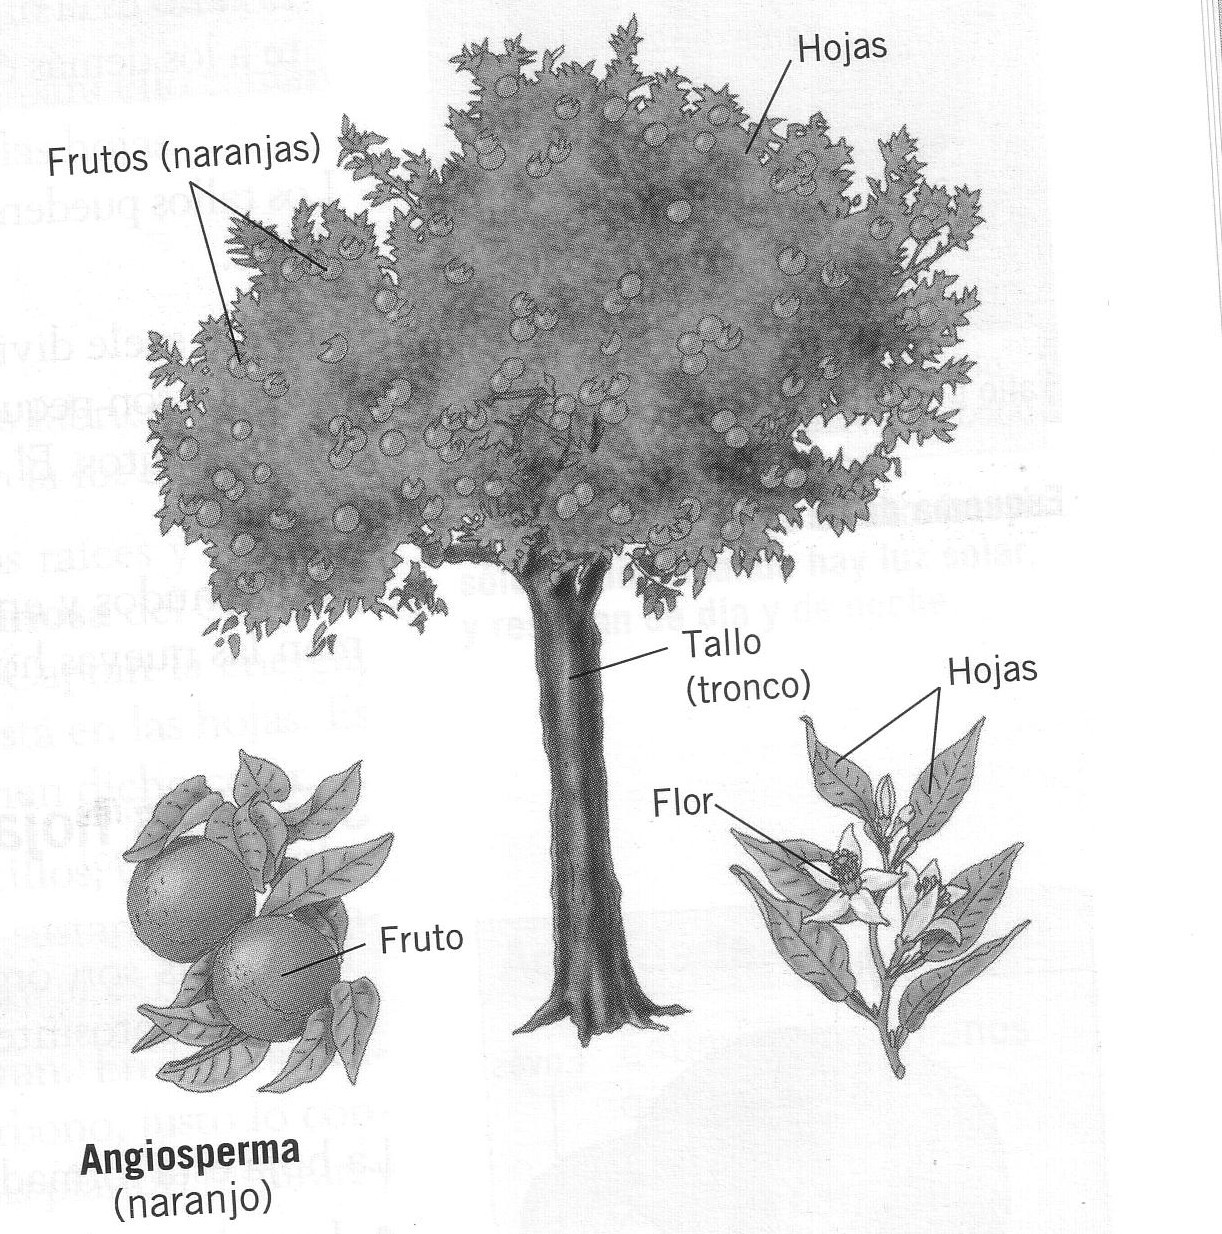 Hojas
Frutos (naranjas)
Tallo
(tronco)
Hojas
Flor
Fruto
Angiosperma
(naranjo)